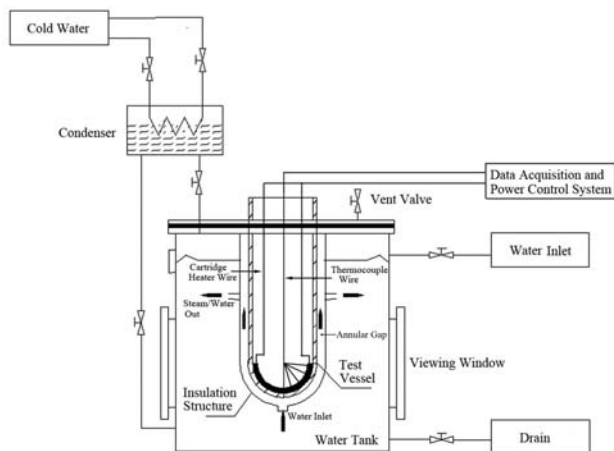 Cold Water
Condenser
Data Acquisition and
Power Control System
Vent Valve
Water Inlet
Cartridge
Heater Wire
Thermocouple
Wire
Steam/Water
Out
Annular Gap
Test
Vessel
Viewing Window
Insulation
Structure
Water Inlet
Water Tank
Drain